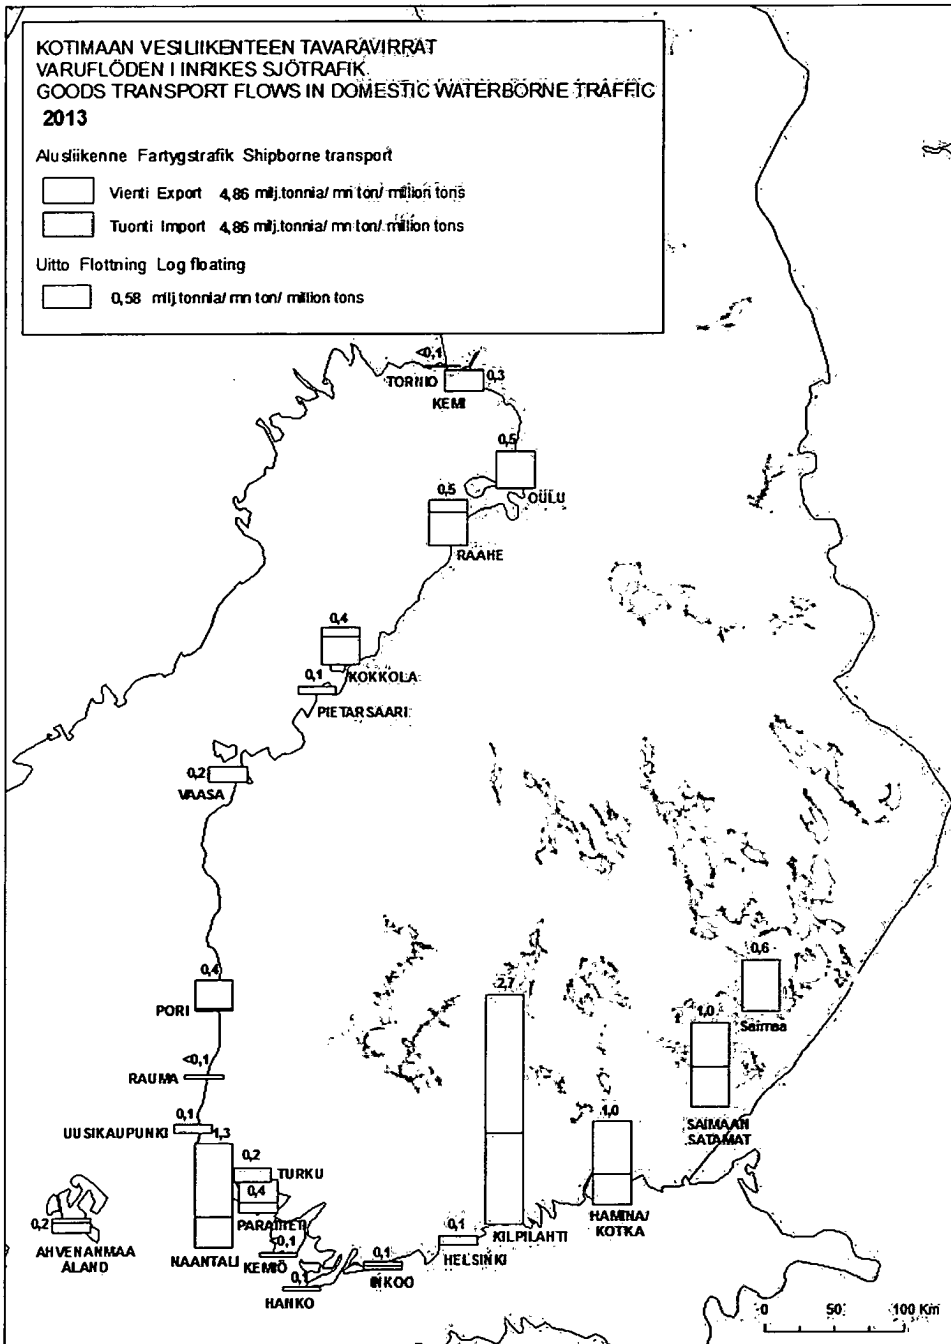 KOTIMAAN VESILIIKENTEEN TAVARAVIRRAT
VARUFLÖDEN I INRIKES SJÖTRAFIK
GOODS TRANSPORT FLOWS IN DOMESTIC WATERBORNE TRAFFIC
2013
Alusliikenne Fartygstrafik Shipborne transport
Vienti Export 4,86 milj.tonnia/ mn ton/ million tons
Tuonti Import 4,86 milj.tonnia/ mn ton/ million tons
Uitto Flottning Log floating
0,58 milj.tonnia/ mn ton/ million tons
<0,1
TORNIO
0,3
KEMI
0,5
OULU
0,5
RAAHE
0,4
KOKKOLA
0,1
PIETARSAARI
0,2
VAASA
0,4
PORI
<0,1
RAUMA
0,1
UUSIKAUPUNKI
1,3
NAANTALI
0,2
TURKU
0,4
PARAINEN
<0,1
KEMIÖ
0,2
AHVENANMAA
ÅLAND
0,1
HANKO
0,1
INKOO
0,1
HELSINKI
2,7
KILPILAHTI
1,0
HAMINA/
KOTKA
1,0
SAIMAAN
SATAMAT
0,6
Saimaa
0 50 100 Km